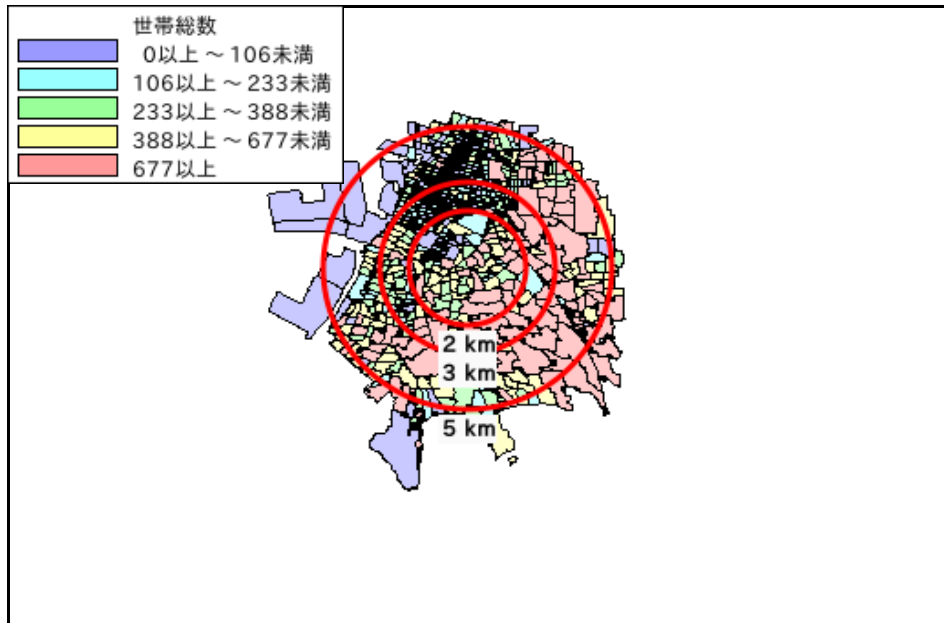 世帯総数
0以上 ～ 106未満
106以上 ～ 233未満
233以上 ～ 388未満
388以上 ～ 677未満
677以上
2 km
3 km
5 km